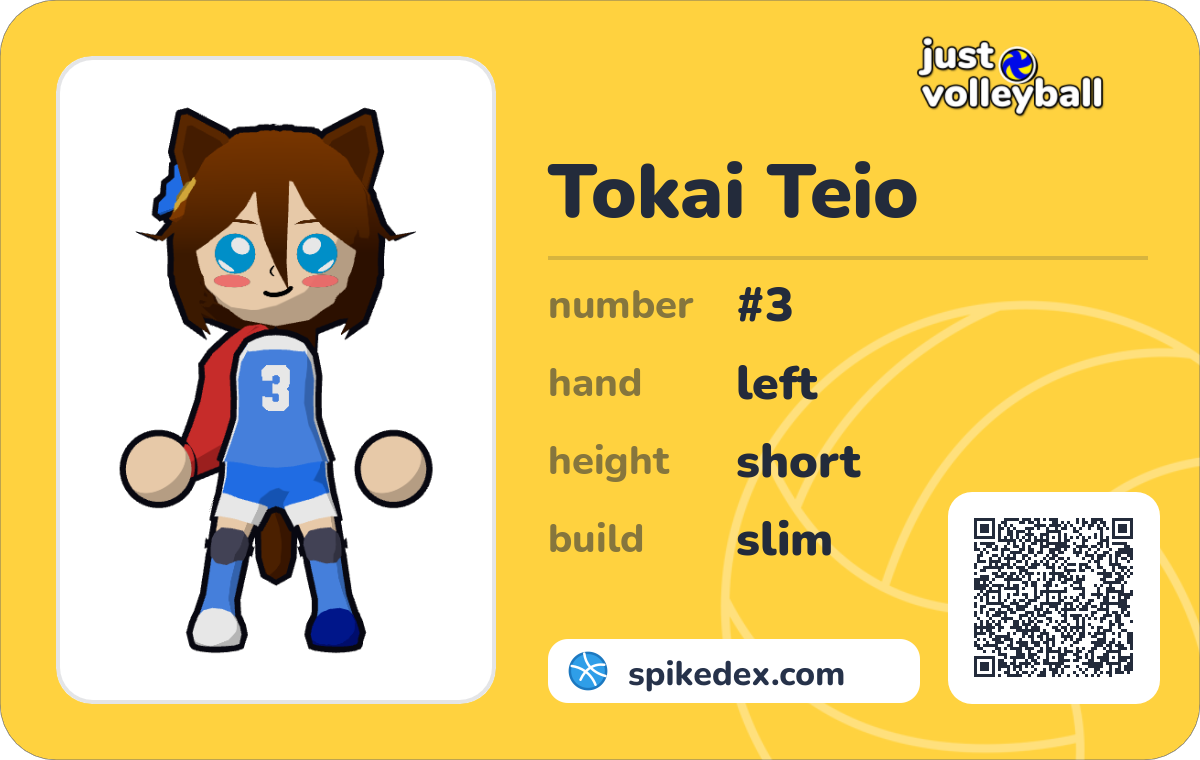 just
volleyball
Tokai Teio
number #3
hand left
height short
build slim
3
spikedex.com